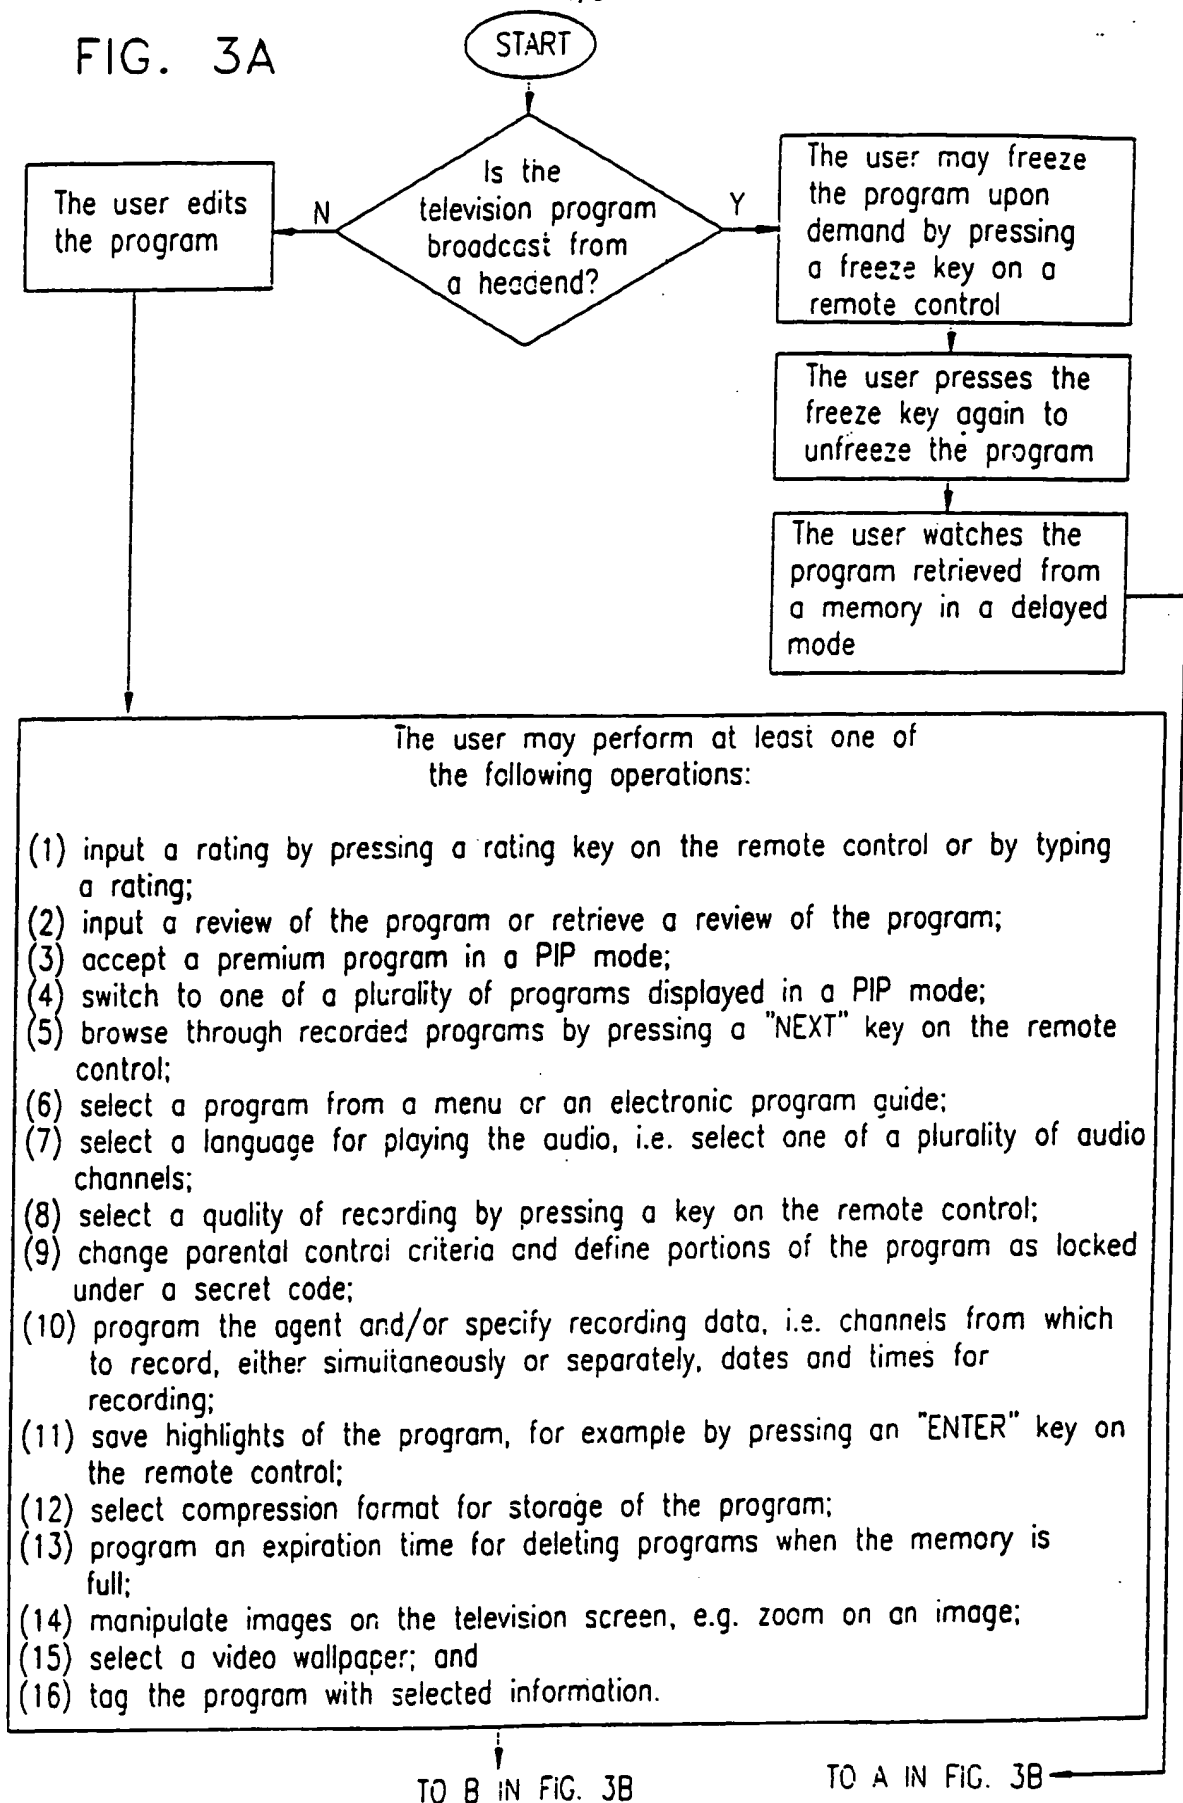 FIG. 3A
START
Is the
television program
broadcast from
a headend?
N
Y
The user edits
the program
The user may freeze
the program upon
demand by pressing
a freeze key on a
remote control
The user presses the
freeze key again to
unfreeze the program
The user watches the
program retrieved from
a memory in a delayed
mode
The user may perform at least one of
the following operations:
(1) input a rating by pressing a rating key on the remote control or by typing
a rating;
(2) input a review of the program or retrieve a review of the program;
(3) accept a premium program in a PIP mode;
(4) switch to one of a plurality of programs displayed in a PIP mode;
(5) browse through recorded programs by pressing a "NEXT" key on the remote
control;
(6) select a program from a menu or an electronic program guide;
(7) select a language for playing the audio, i.e. select one of a plurality of audio
channels;
(8) select a quality of recording by pressing a key on the remote control;
(9) change parental control criteria and define portions of the program as locked
under a secret code;
(10) program the agent and/or specify recording data, i.e. channels from which
to record, either simultaneously or separately, dates and times for
recording;
(11) save highlights of the program, for example by pressing an "ENTER" key on
the remote control;
(12) select compression format for storage of the program;
(13) program an expiration time for deleting programs when the memory is
full;
(14) manipulate images on the television screen, e.g. zoom on an image;
(15) select a video wallpaper; and
(16) tag the program with selected information.
TO B IN FIG. 3B
TO A IN FIG. 3B